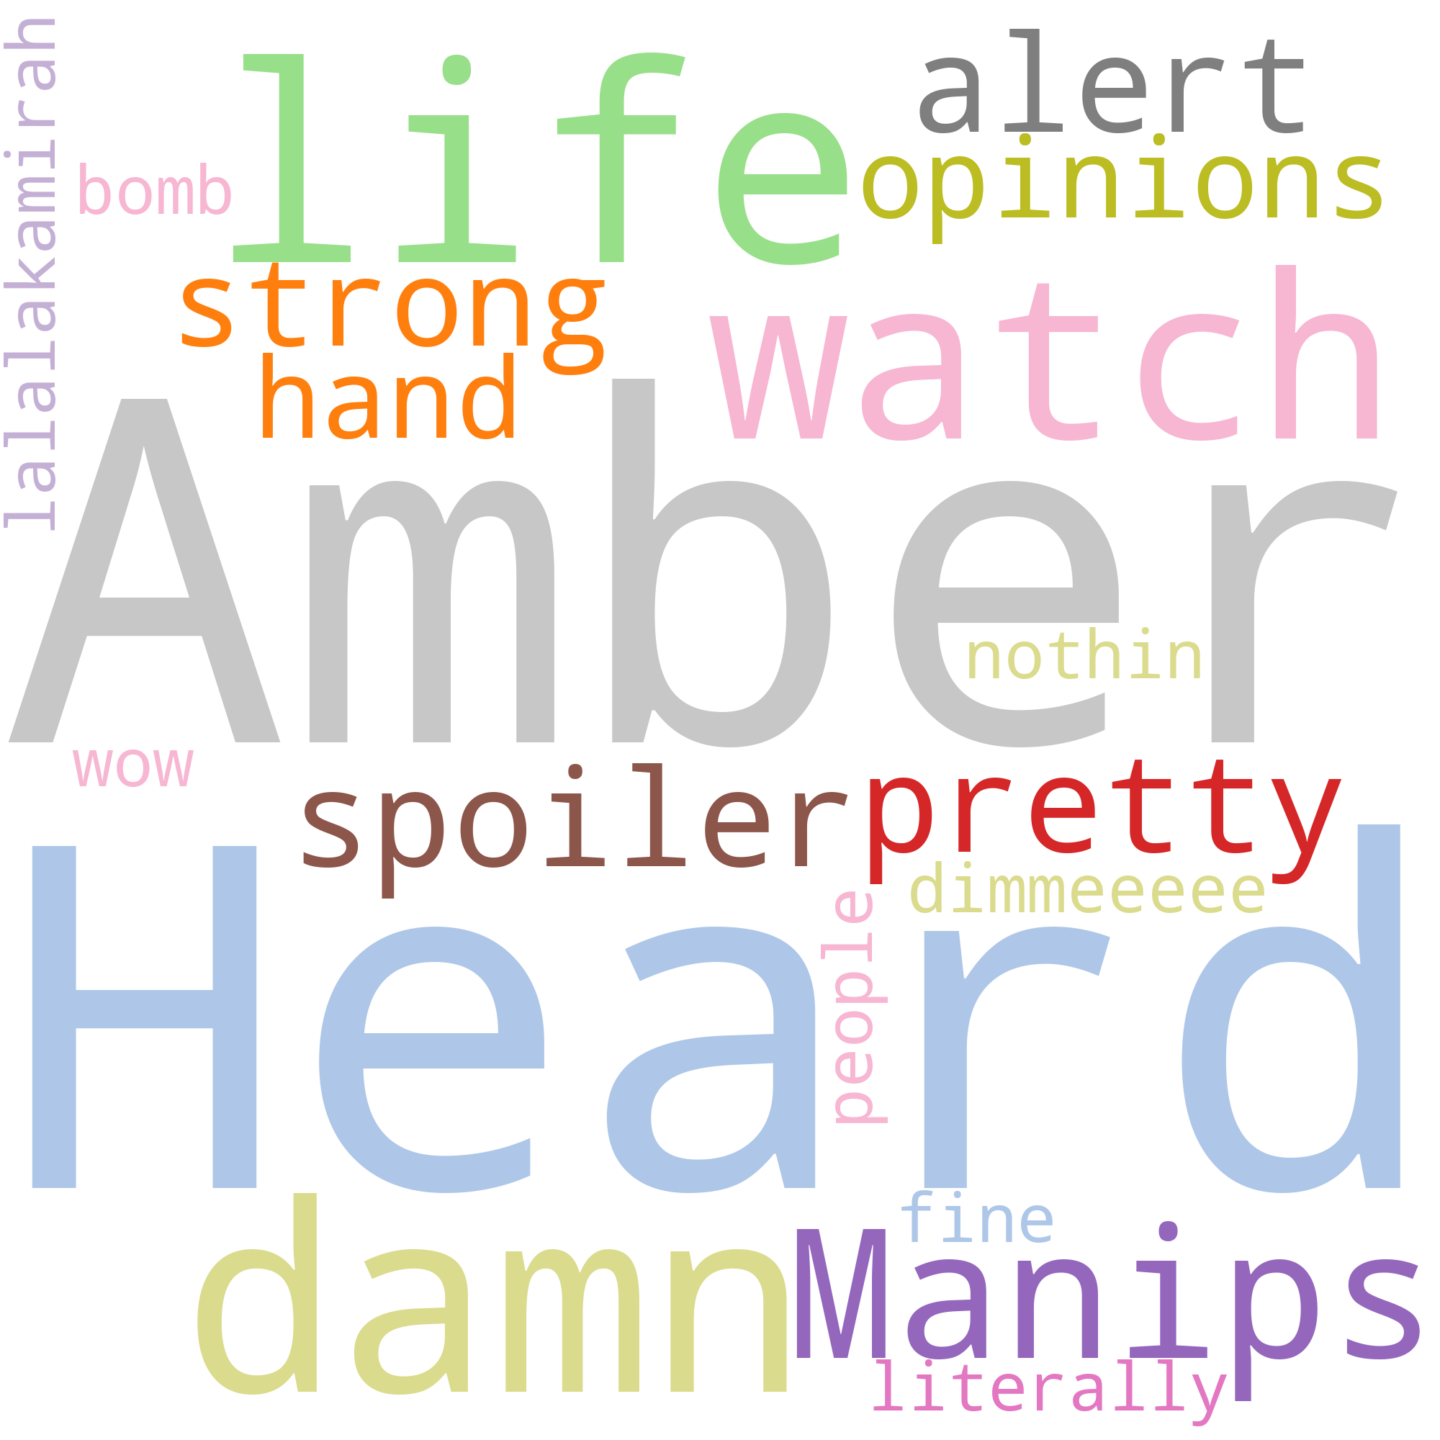 lalalakamirah
life
alert
bomb
opinions
strong
watch
hand
Amber
nothin
wow
spoiler
pretty
dimmeeeee
Heard
people
damn
fine
Manips
literally